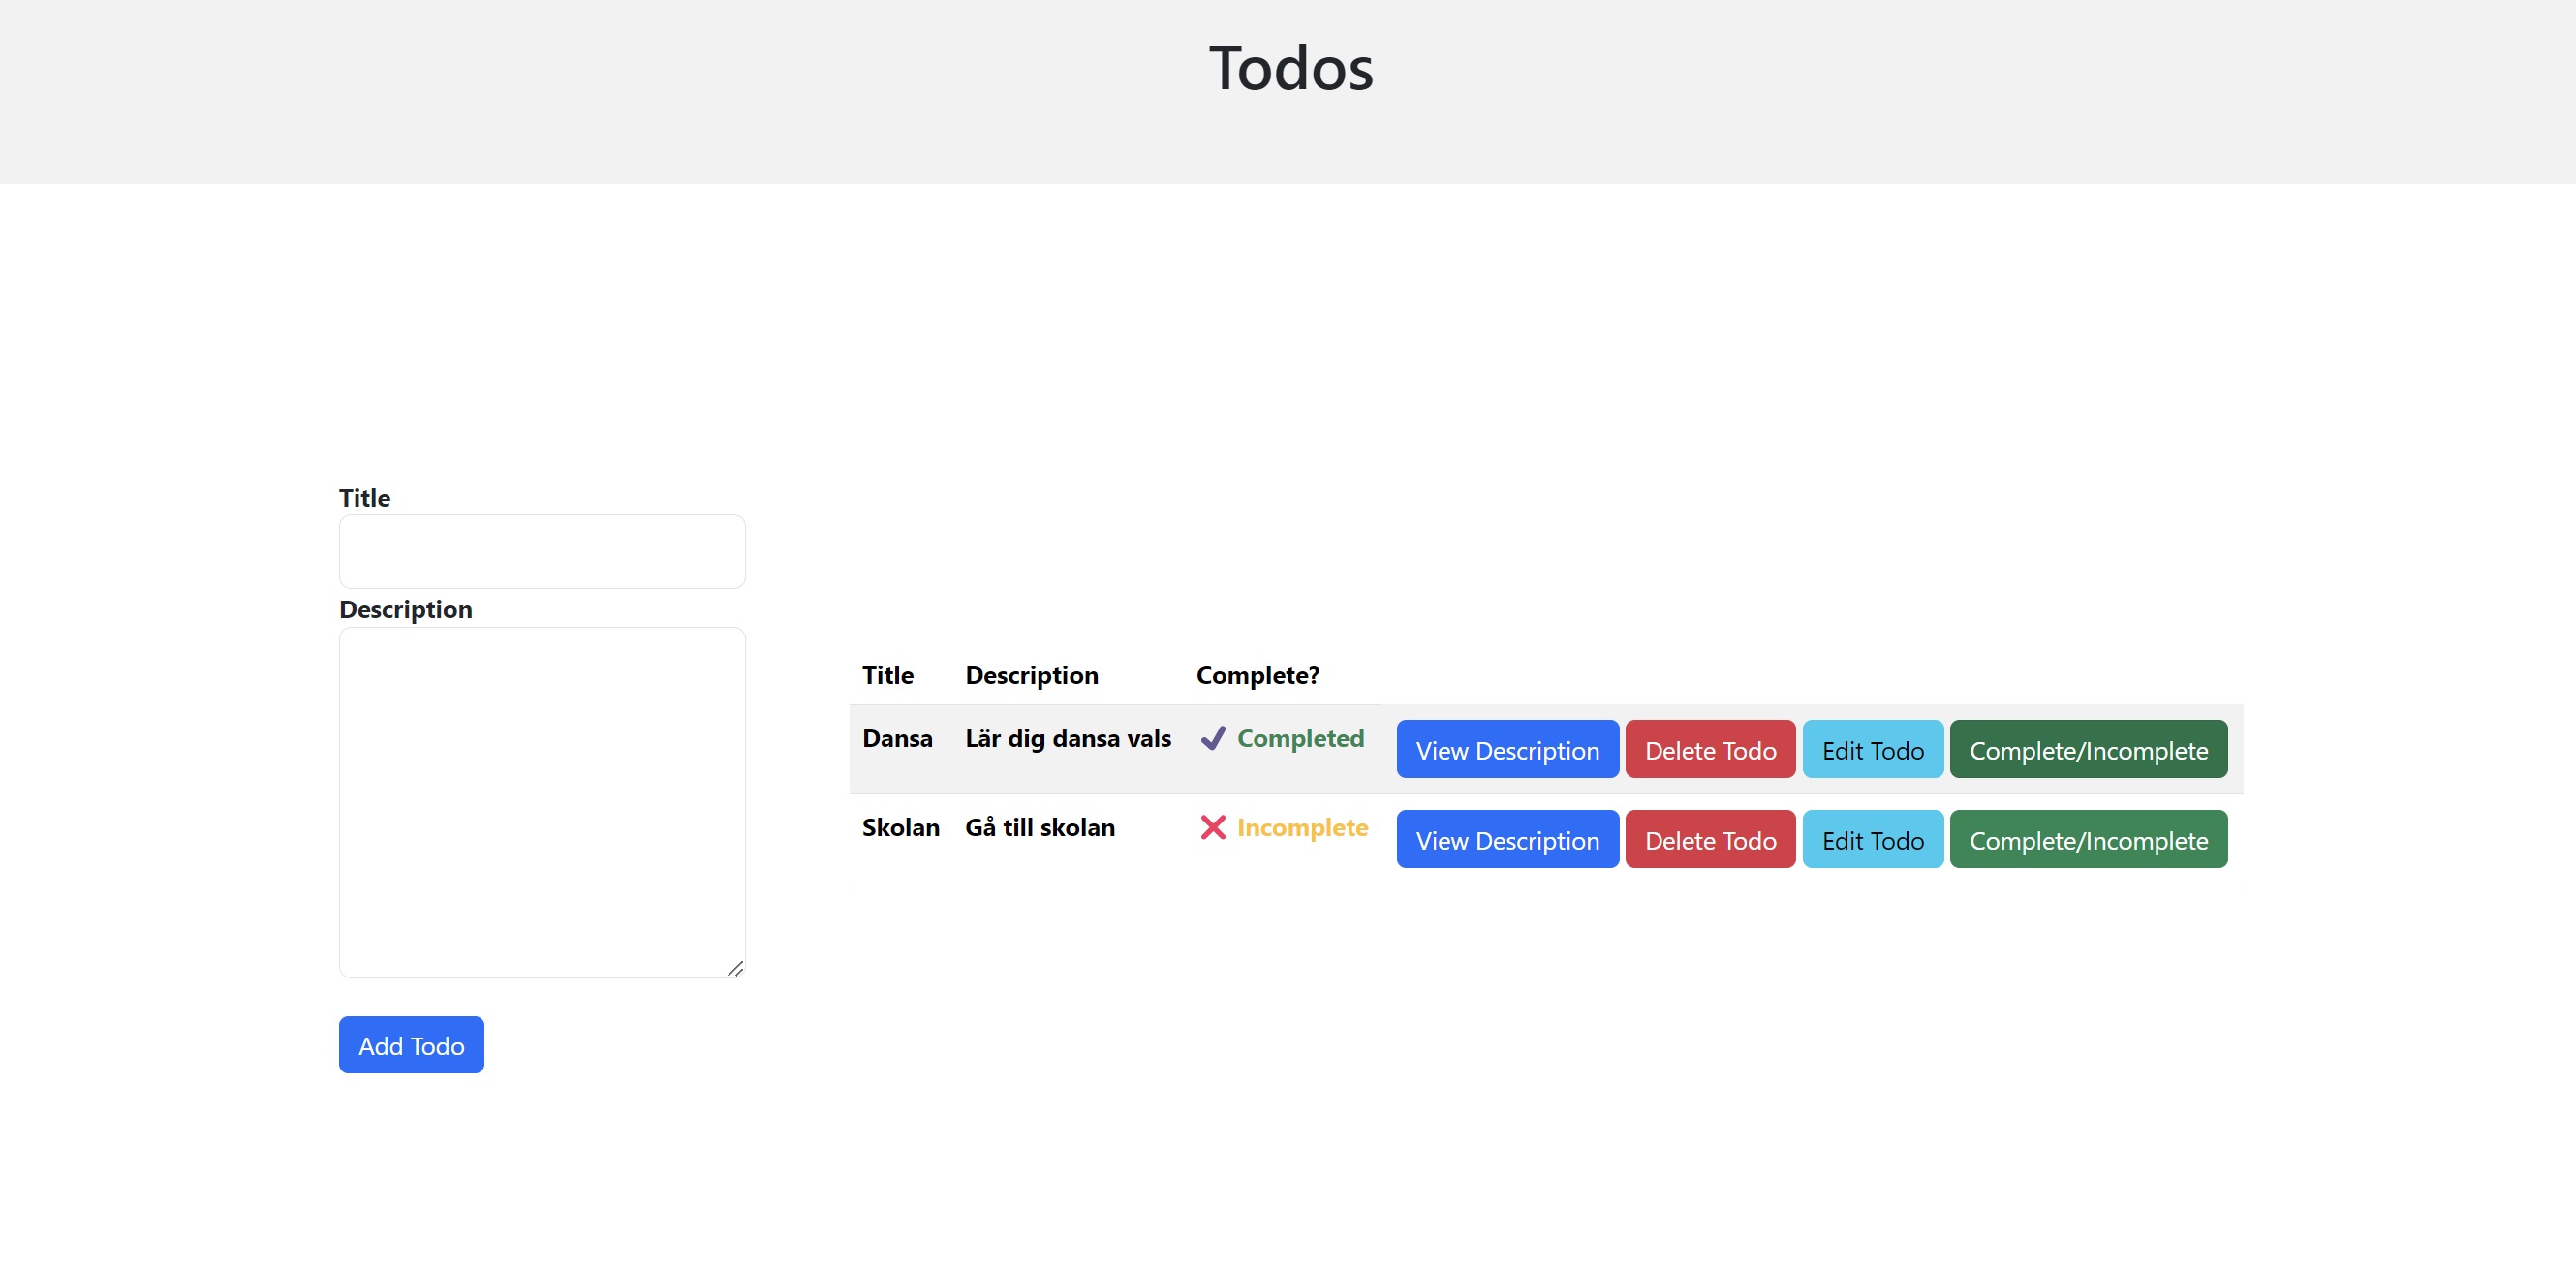 Todos
Title
Description
Add Todo
Title Description Complete?
Dansa Lär dig dansa vals ✔ Completed View Description Delete Todo Edit Todo Complete/Incomplete
Skolan Gå till skolan ❌ Incomplete View Description Delete Todo Edit Todo Complete/Incomplete